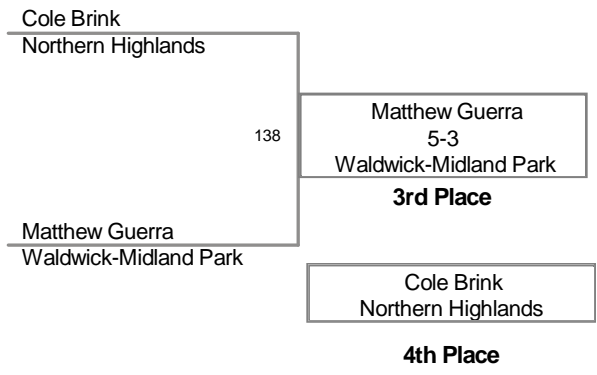 Cole Brink
Northern Highlands
138
Matthew Guerra
5-3
Waldwick-Midland Park
3rd Place
Matthew Guerra
Waldwick-Midland Park
Cole Brink
Northern Highlands
4th Place